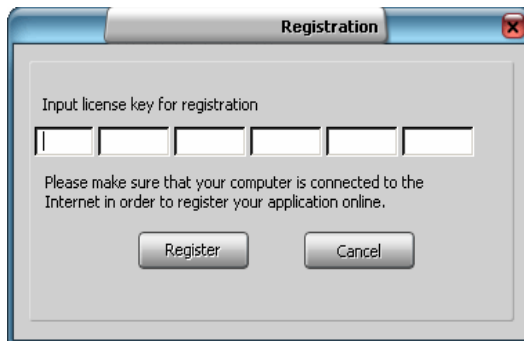 Registration
Input license key for registration
Please make sure that your computer is connected to the
Internet in order to register your application online.
Register
Cancel